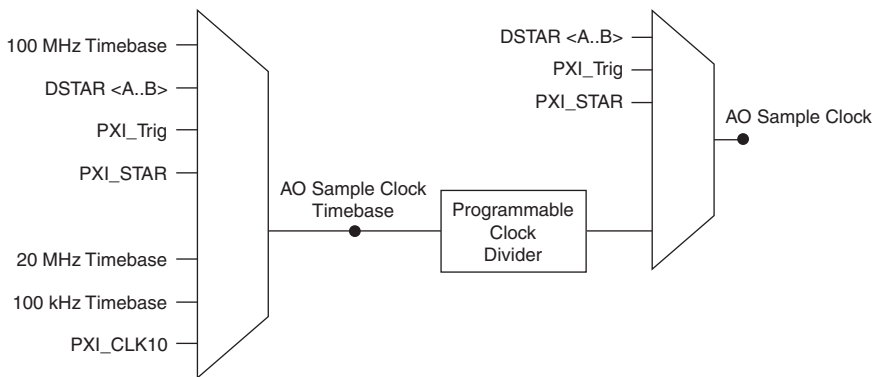 100 MHz Timebase
DSTAR <A..B>
PXI_Trig
PXI_STAR
20 MHz Timebase
100 kHz Timebase
PXI_CLK10
AO Sample Clock
Timebase
Programmable
Clock
Divider
DSTAR <A..B>
PXI_Trig
PXI_STAR
AO Sample Clock